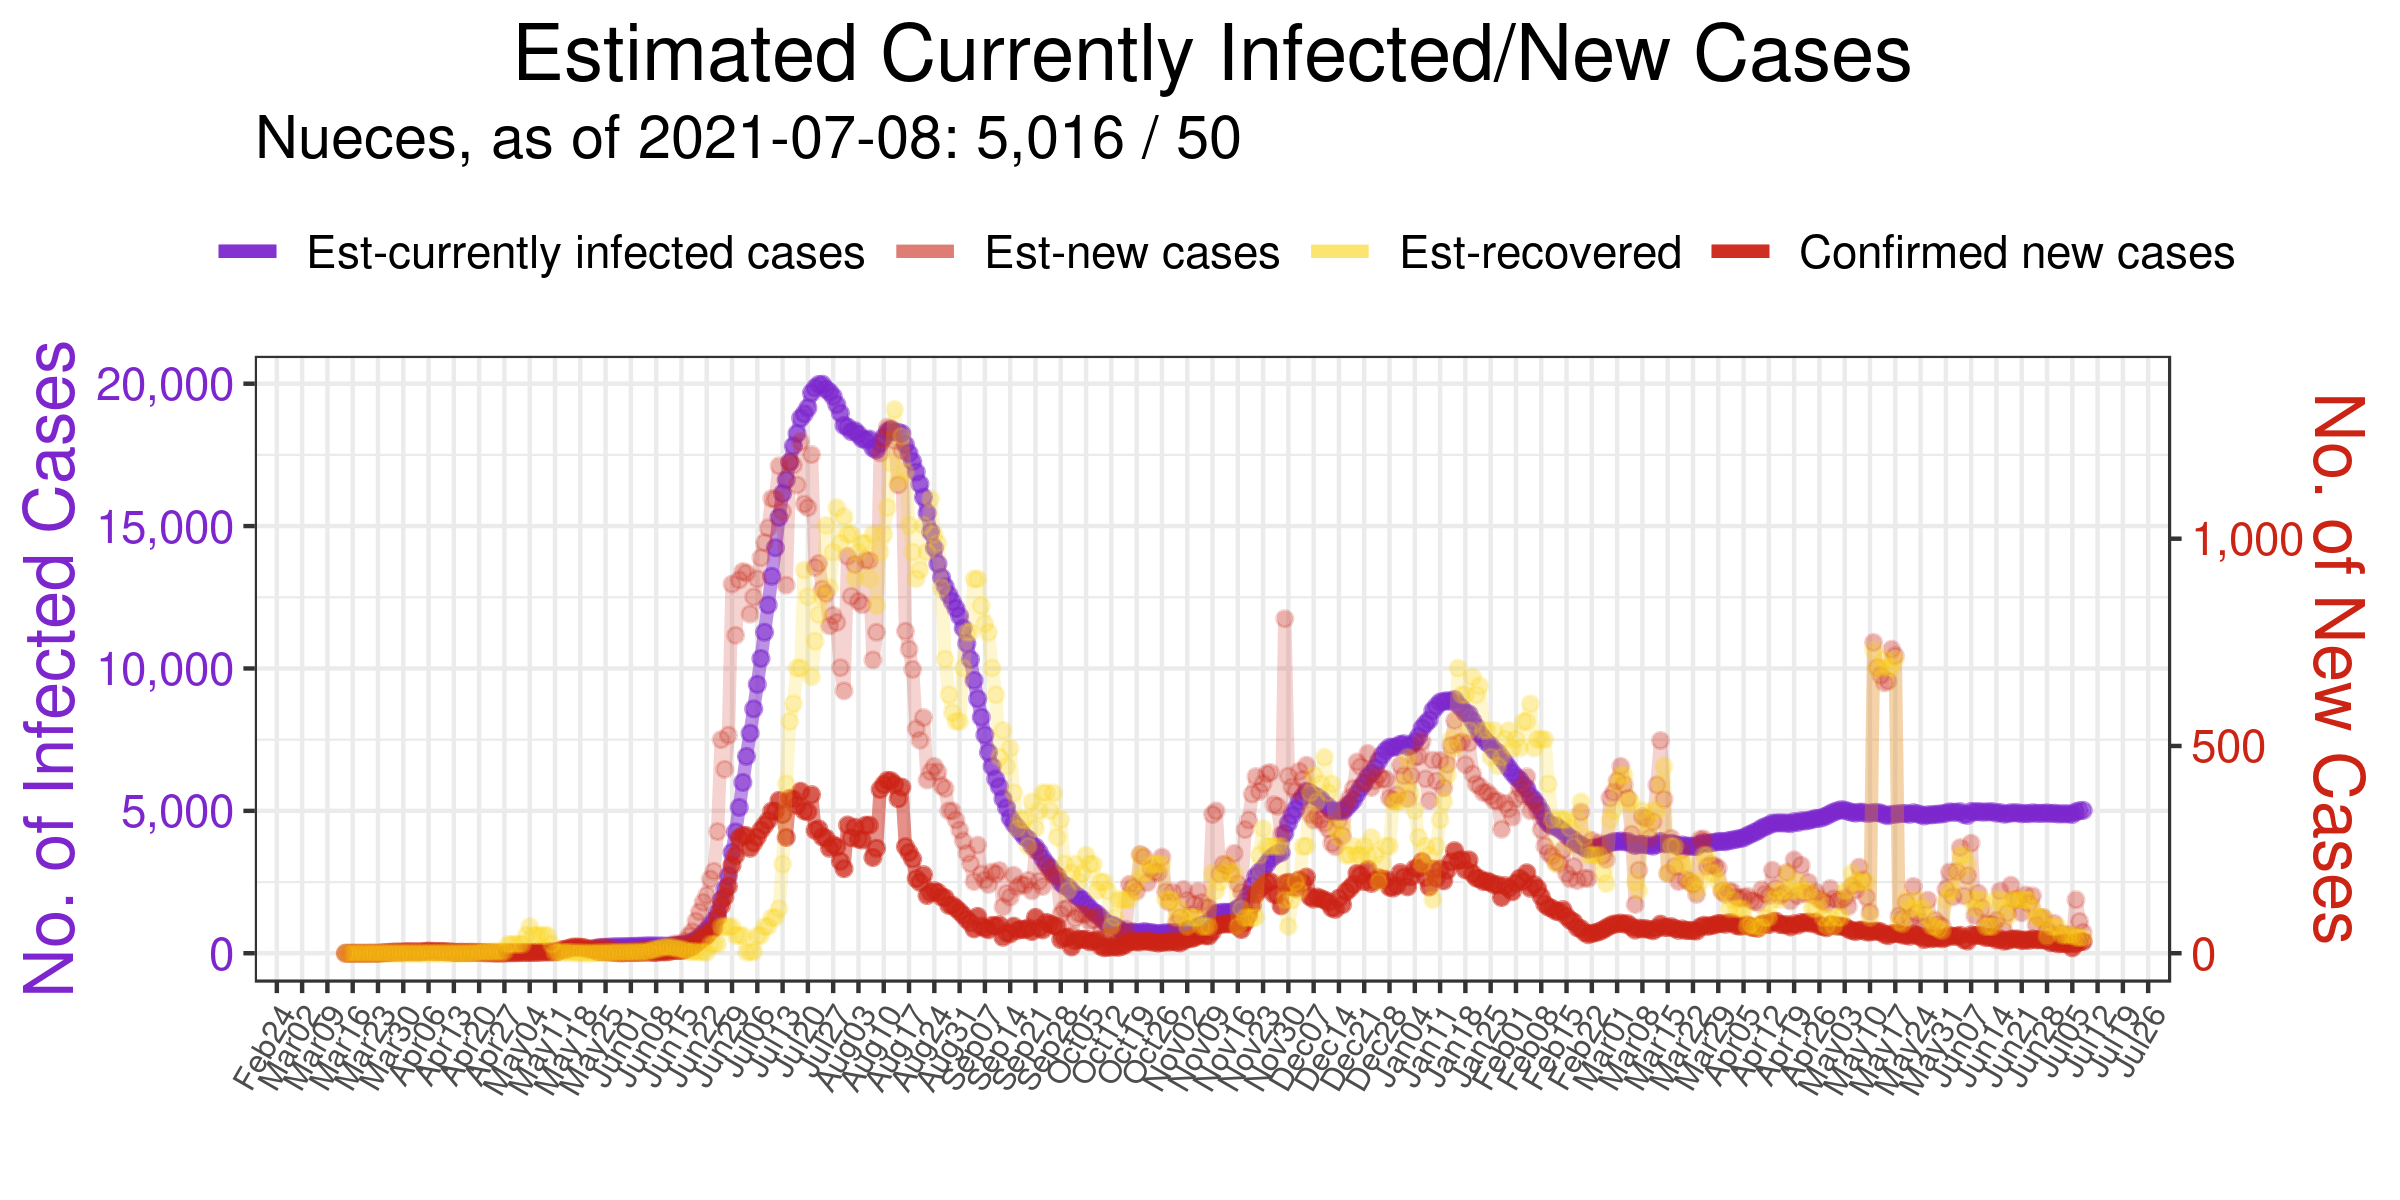 Estimated Currently Infected/New Cases
Nueces, as of 2021-07-08: 5,016 / 50
Est-currently infected cases
Est-new cases
Est-recovered
Confirmed new cases
No. of Infected Cases
20,000
15,000
10,000
5,000
0
No. of New Cases
1,000
500
0
Feb24
Mar02
Mar09
Mar16
Mar23
Mar30
Apr06
Apr13
Apr20
Apr27
May04
May11
May18
May25
Jun01
Jun08
Jun15
Jun22
Jun29
Jul06
Jul13
Jul20
Jul27
Aug03
Aug10
Aug17
Aug24
Aug31
Sep07
Sep14
Sep21
Sep28
Oct05
Oct12
Oct19
Oct26
Nov02
Nov09
Nov16
Nov23
Nov30
Dec07
Dec14
Dec21
Dec28
Jan04
Jan11
Jan18
Jan25
Feb01
Feb08
Feb15
Feb22
Mar01
Mar08
Mar15
Mar22
Mar29
Apr05
Apr12
Apr19
Apr26
May03
May10
May17
May24
May31
Jun07
Jun14
Jun21
Jun28
Jul05
Jul12
Jul19
Jul26